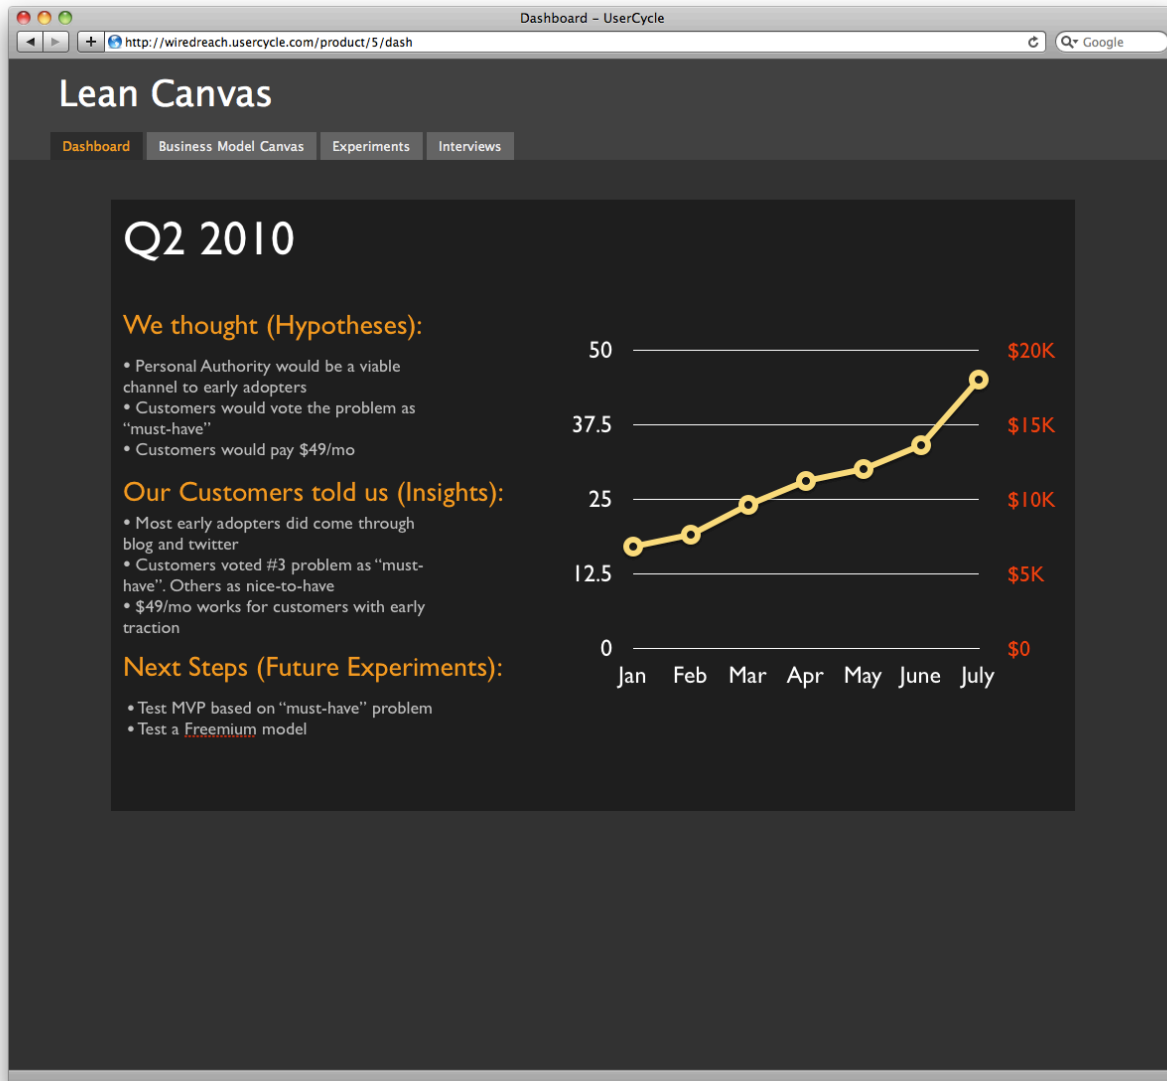 Dashboard – UserCycle
http://wiredreach.usercycle.com/product/5/dash
Google
Lean Canvas
Dashboard
Business Model Canvas
Experiments
Interviews
Q2 2010
We thought (Hypotheses):
• Personal Authority would be a viable
channel to early adopters
• Customers would vote the problem as
“must-have”
• Customers would pay $49/mo
Our Customers told us (Insights):
• Most early adopters did come through
blog and twitter
• Customers voted #3 problem as “must-
have”. Others as nice-to-have
• $49/mo works for customers with early
traction
Next Steps (Future Experiments):
• Test MVP based on “must-have” problem
• Test a Freemium model
50 $20K
37.5 $15K
25 $10K
12.5 $5K
0 $0
Jan Feb Mar Apr May June July